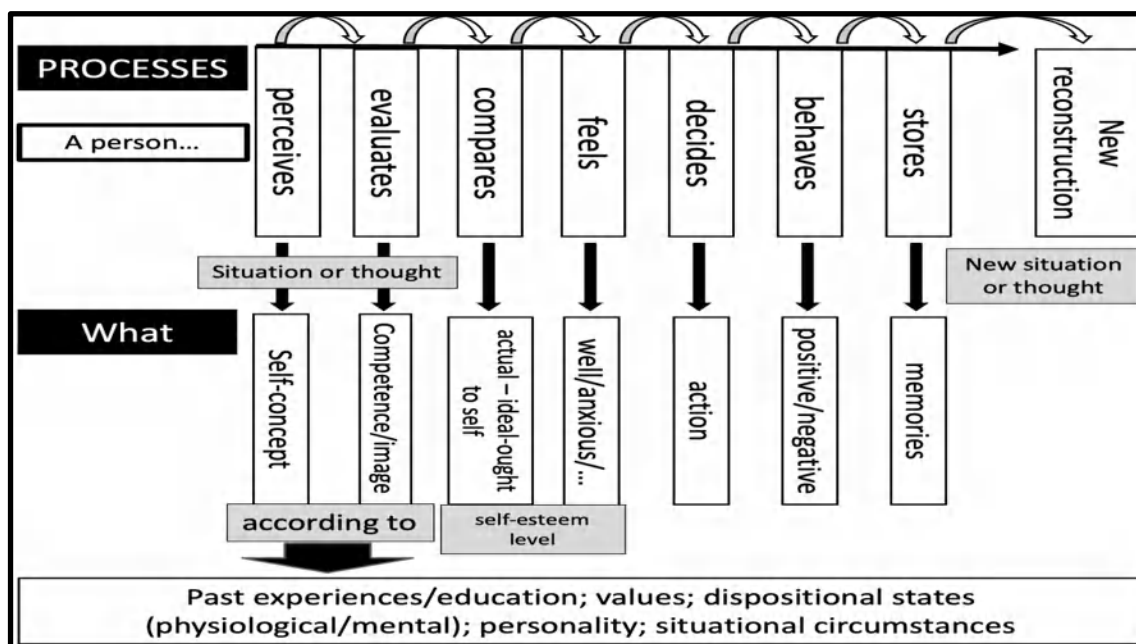 PROCESSES
A person...
perceives
evaluates
compares
feels
decides
behaves
stores
New
reconstruction
Situation or thought
New situation
or thought
What
Self-concept
Competence/image
actual – ideal-ought
to self
well/anxious/...
action
positive/negative
memories
according to
self-esteem
level
Past experiences/education; values; dispositional states
(physiological/mental); personality; situational circumstances